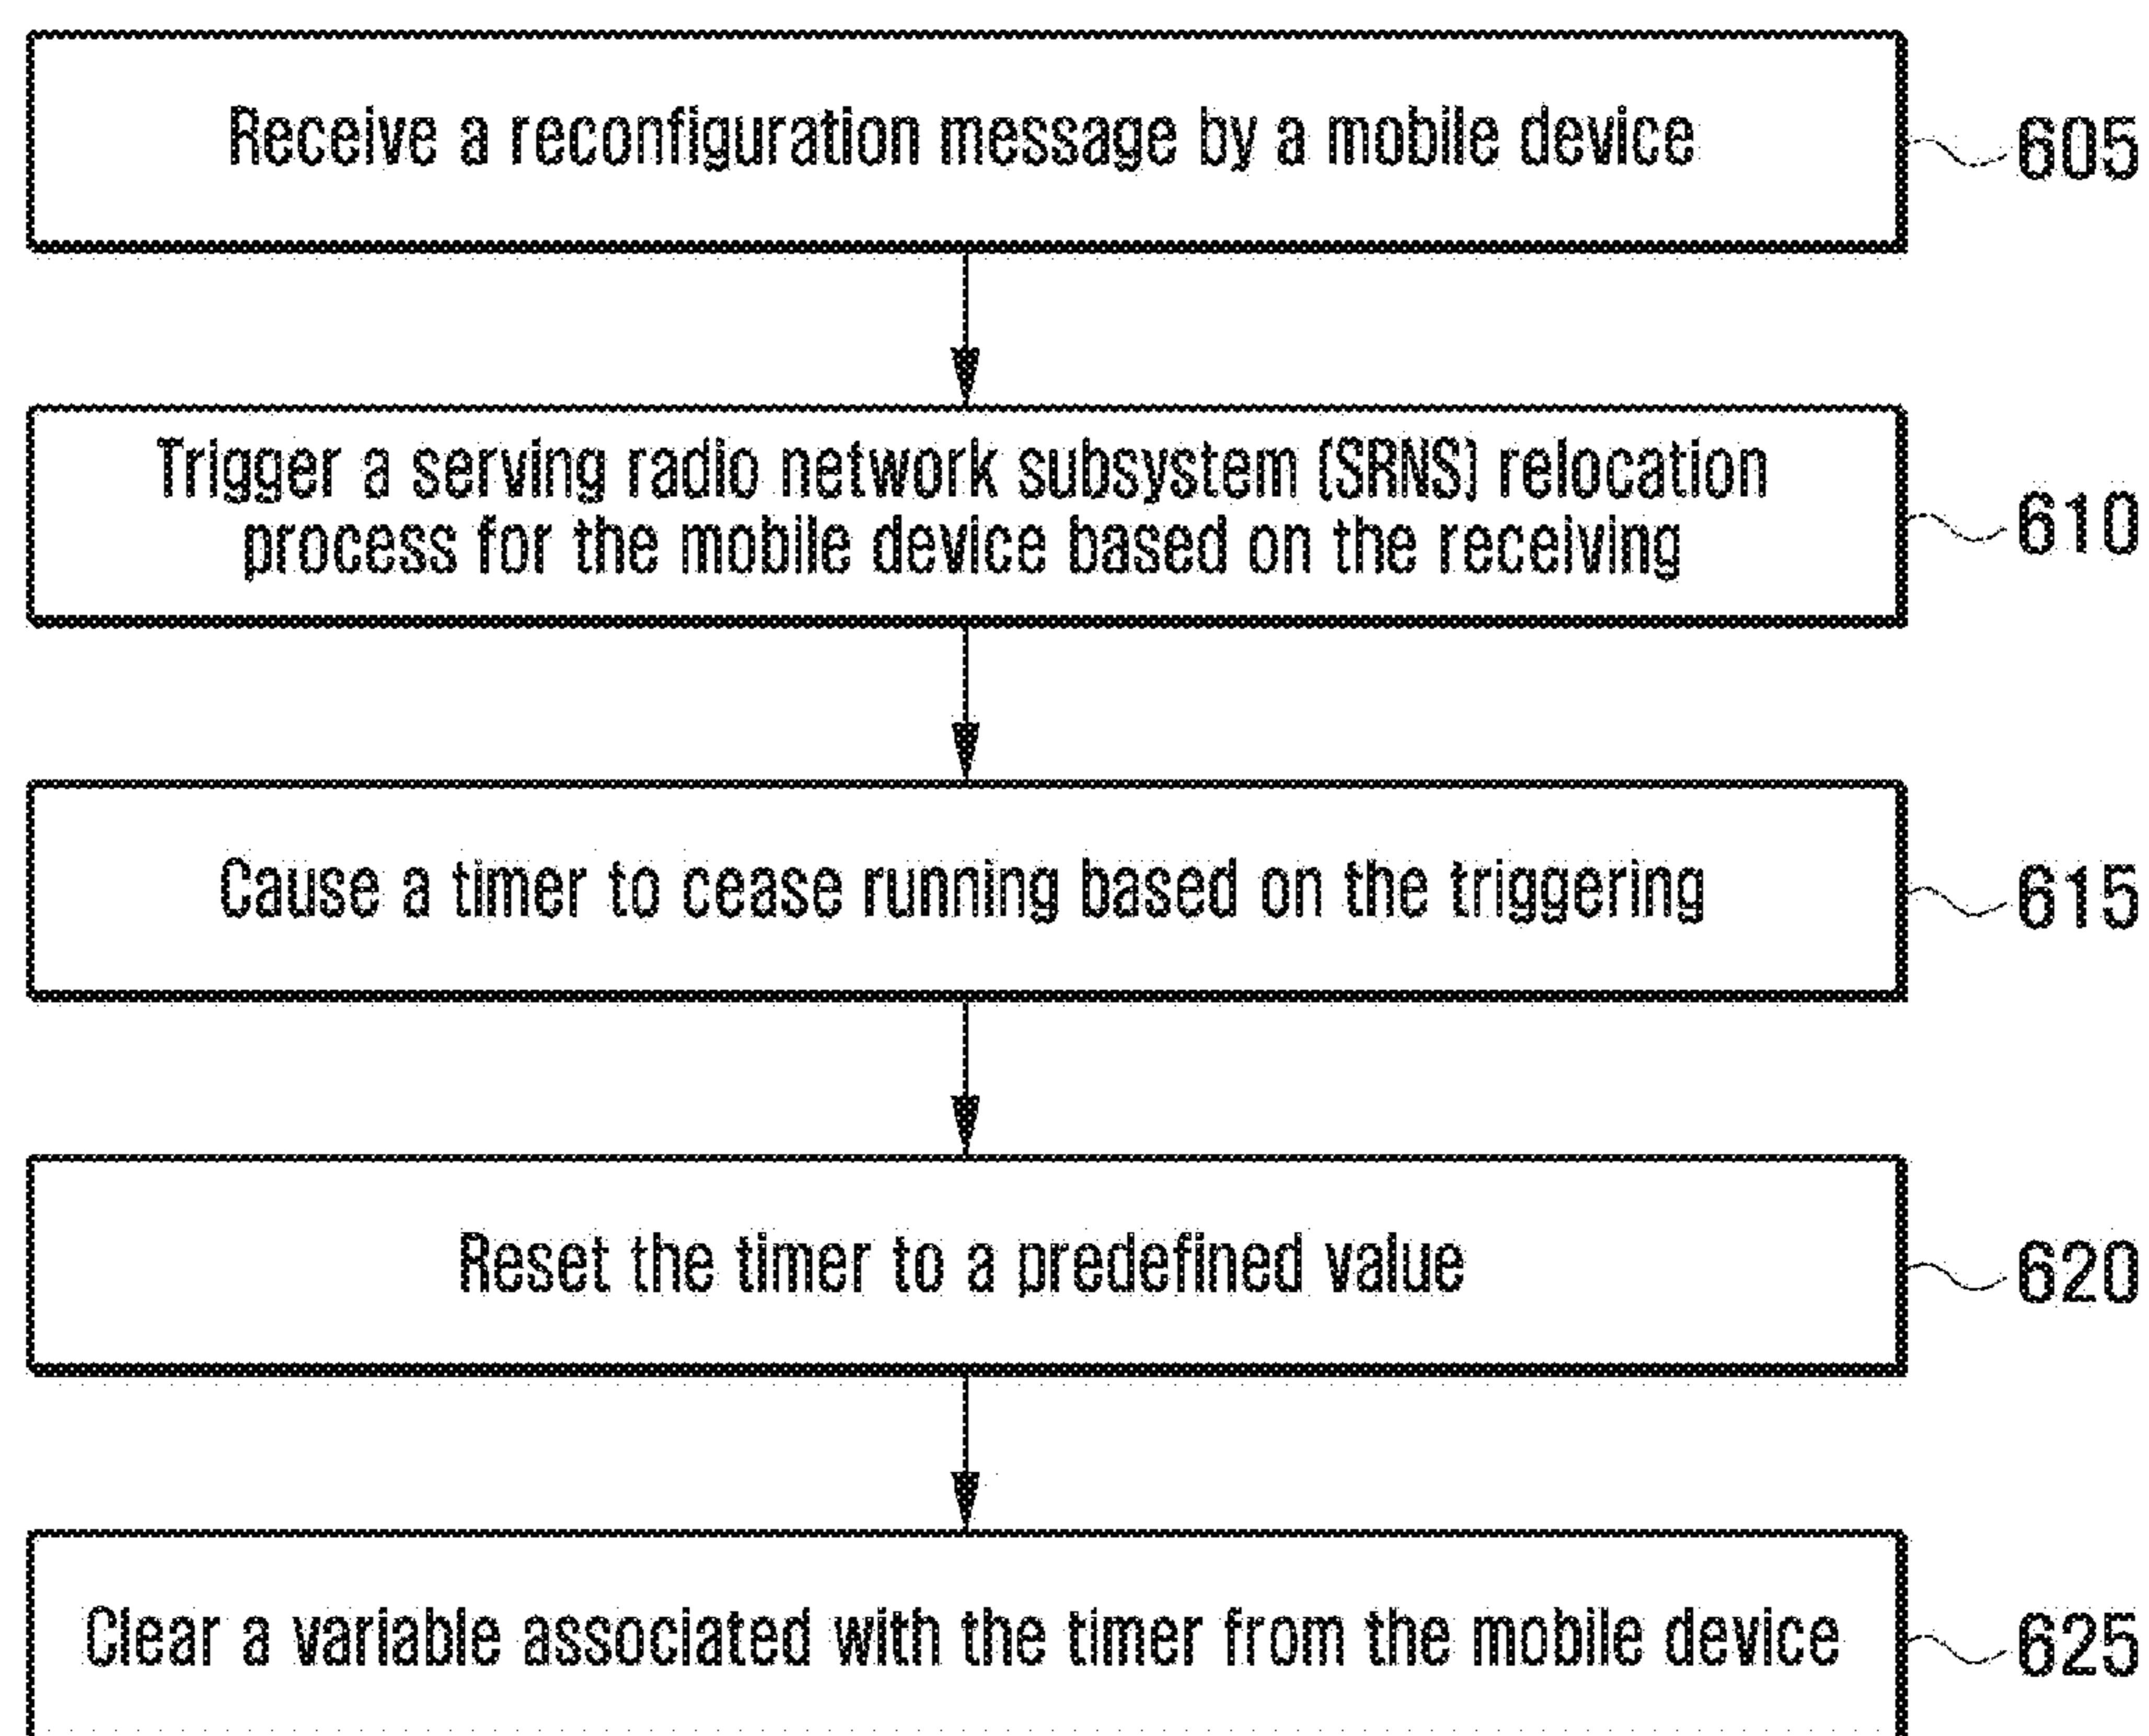 Receive a reconfiguration message by a mobile device
605
Trigger a serving radio network subsystem (SRNS) relocation
process for the mobile device based on the receiving
610
Cause a timer to cease running based on the triggering
615
Reset the timer to a predefined value
620
Clear a variable associated with the timer from the mobile device
625